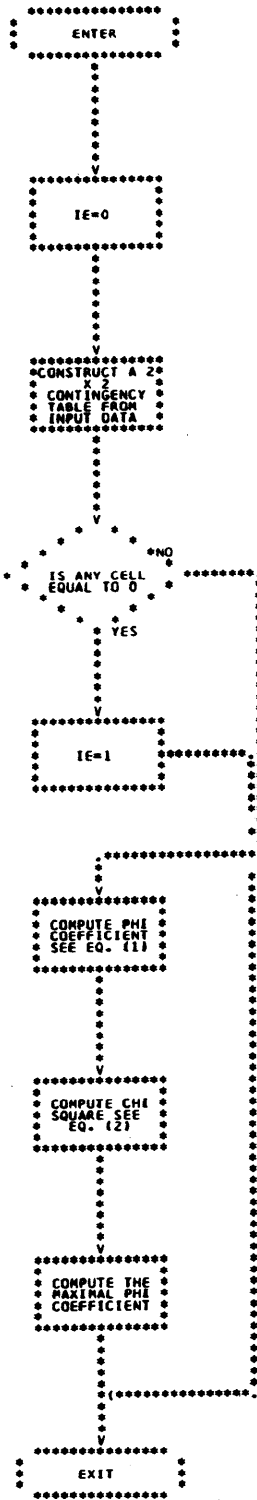 ENTER
IE=0
CONSTRUCT A 2
X 2
CONTINGENCY
TABLE FROM
INPUT DATA
NO
IS ANY CELL
EQUAL TO 0
YES
IE=1
COMPUTE PHI
COEFFICIENT
SEE EQ. (1)
COMPUTE CHI
SQUARE SEE
EQ. (2)
COMPUTE THE
MAXIMAL PHI
COEFFICIENT
EXIT